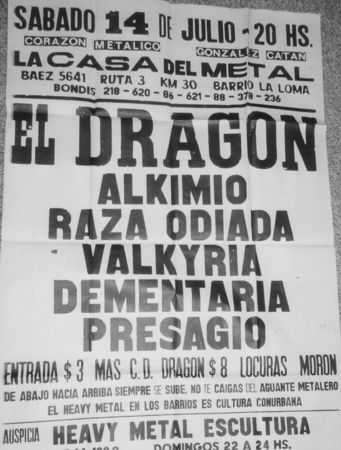 SABADO 14 DE JULIO - 20 HS.
CORAZON METALICO GONZALEZ CATAN
LA CASA DEL METAL
BAEZ 5641 RUTA 3 KM 30 BARRIO LA LOMA
BONDIS 218 - 620 - 86 - 621 - 88 - 378 - 236
EL DRAGON
ALKIMIO
RAZA ODIADA
VALKYRIA
DEMENTARIA
PRESAGIO
ENTRADA $ 3 MAS C.D. DRAGON $ 8 LOCURAS MORON
DE ABAJO HACIA ARRIBA SIEMPRE SE SUBE, NO TE CAIGAS DEL AGUANTE METALERO
EL HEAVY METAL EN LOS BARRIOS ES CULTURA CONURBANA
AUSPICIA HEAVY METAL ESCULTURA
DOMINGOS 22 A 24 HS.